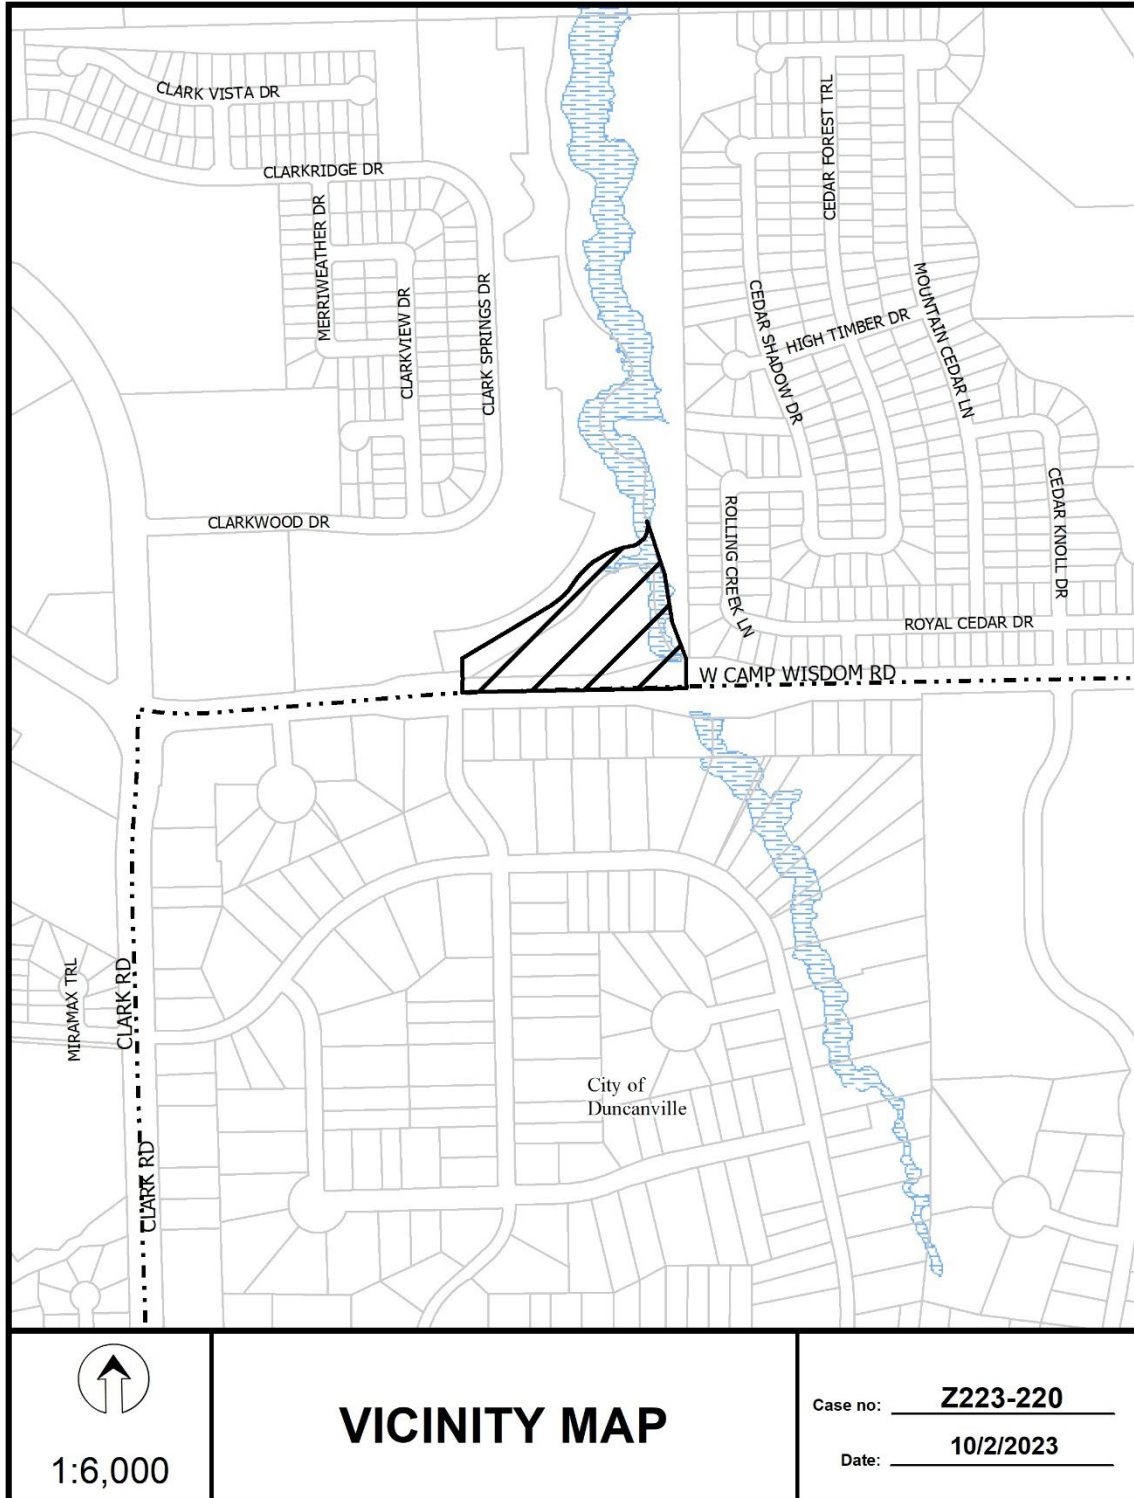 CLARK VISTA DR
CLARKRIDGE DR
MERRIWEATHER DR
CLARKVIEW DR
CLARK SPRINGS DR
CLARKWOOD DR
CEDAR FOREST TRL
CEDAR SHADOW DR
HIGH TIMBER DR
MOUNTAIN CEDAR LN
ROLLING CREEK LN
CEDAR KNOLL DR
ROYAL CEDAR DR
W CAMP WISDOM RD
MIRAMAX TRL
CLARK RD
CLARK RD
City of
Duncanville
1:6,000
VICINITY MAP
Case no: Z223-220
Date: 10/2/2023